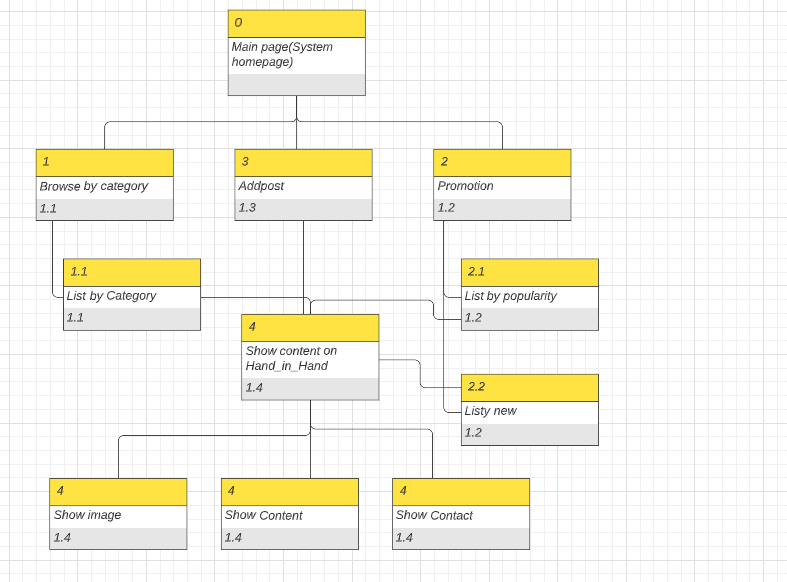 0
Main page(System
homepage)
1
Browse by category
1.1
3
Addpost
1.3
2
Promotion
1.2
1.1
List by Category
1.1
2.1
List by popularity
1.2
4
Show content on
Hand_in_Hand
1.4
2.2
Listy new
1.2
4
Show image
1.4
4
Show Content
1.4
4
Show Contact
1.4